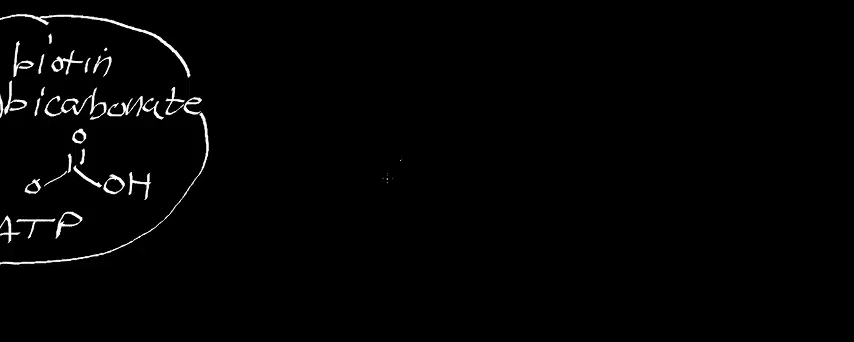 biotin
bicarbonate
O
O OH
ATP